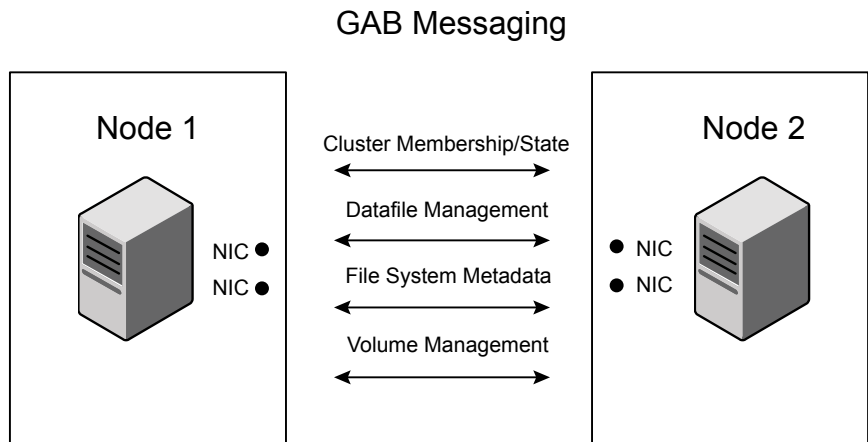 GAB Messaging
Node 1
Node 2
Cluster Membership/State
Datafile Management
NIC
NIC
File System Metadata
NIC
NIC
Volume Management